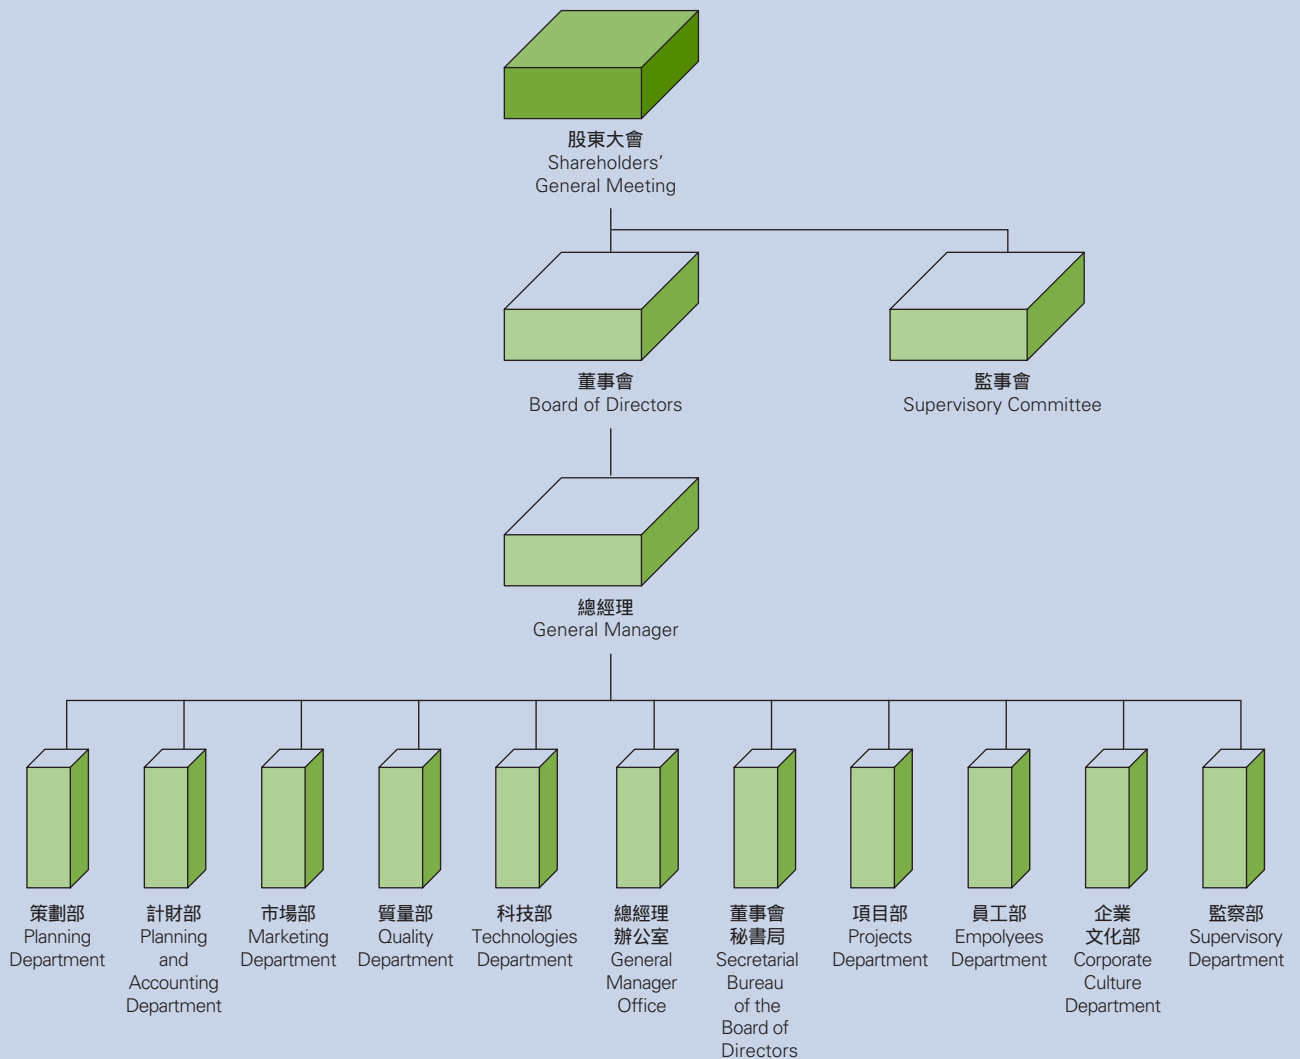 股東大會
Shareholders'
General Meeting
董事會
Board of Directors
監事會
Supervisory Committee
總經理
General Manager
策劃部
Planning
Department
計財部
Planning
and
Accounting
Department
市場部
Marketing
Department
質量部
Quality
Department
科技部
Technologies
Department
總經理
辦公室
General
Manager
Office
董事會
秘書局
Secretarial
Bureau
of the
Board of
Directors
項目部
Projects
Department
員工部
Empolyees
Department
企業
文化部
Corporate
Culture
Department
監察部
Supervisory
Department